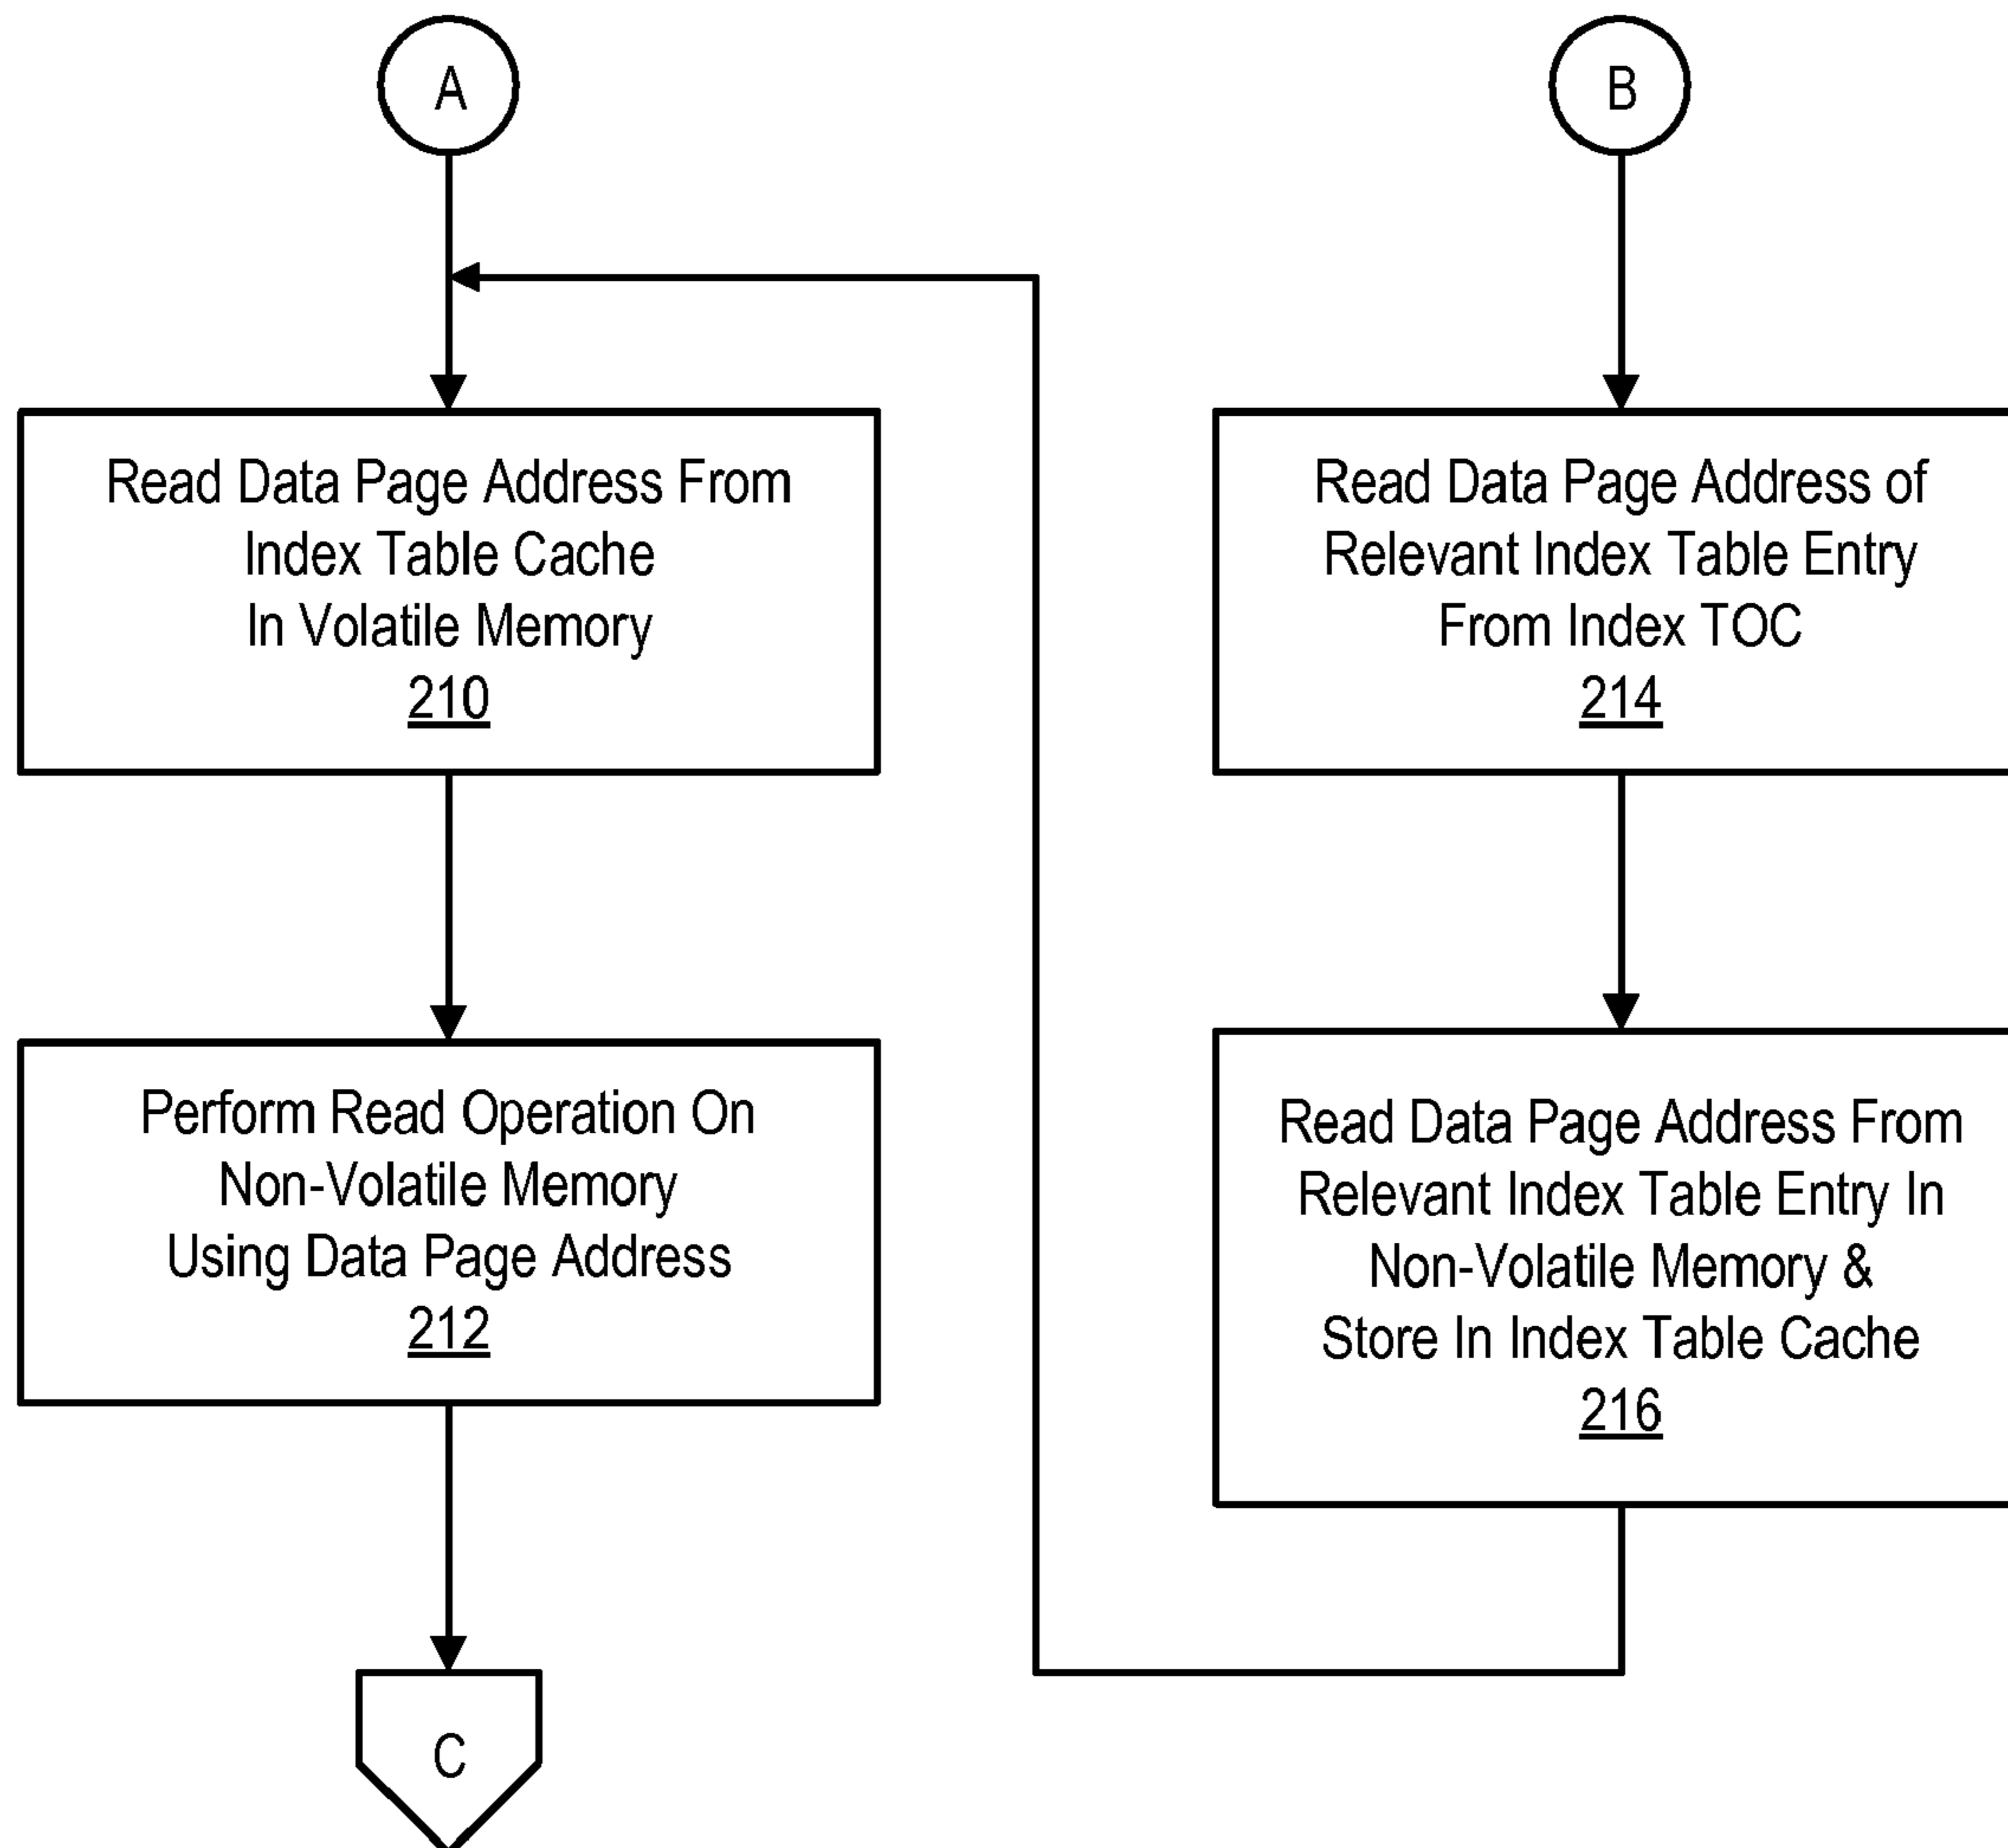 A
Read Data Page Address From
Index Table Cache
In Volatile Memory
210
Perform Read Operation On
Non-Volatile Memory
Using Data Page Address
212
C
B
Read Data Page Address of
Relevant Index Table Entry
From Index TOC
214
Read Data Page Address From
Relevant Index Table Entry In
Non-Volatile Memory &
Store In Index Table Cache
216